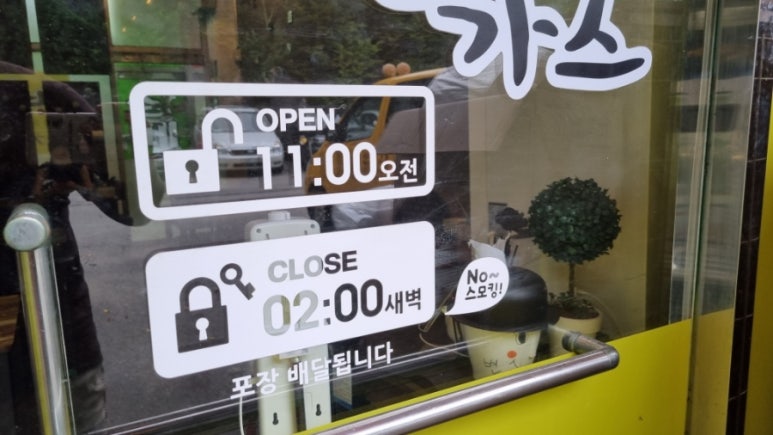 까스
OPEN
11:00오전
CLOSE
02:00새벽
No~
스모킹!
포장 배달됩니다